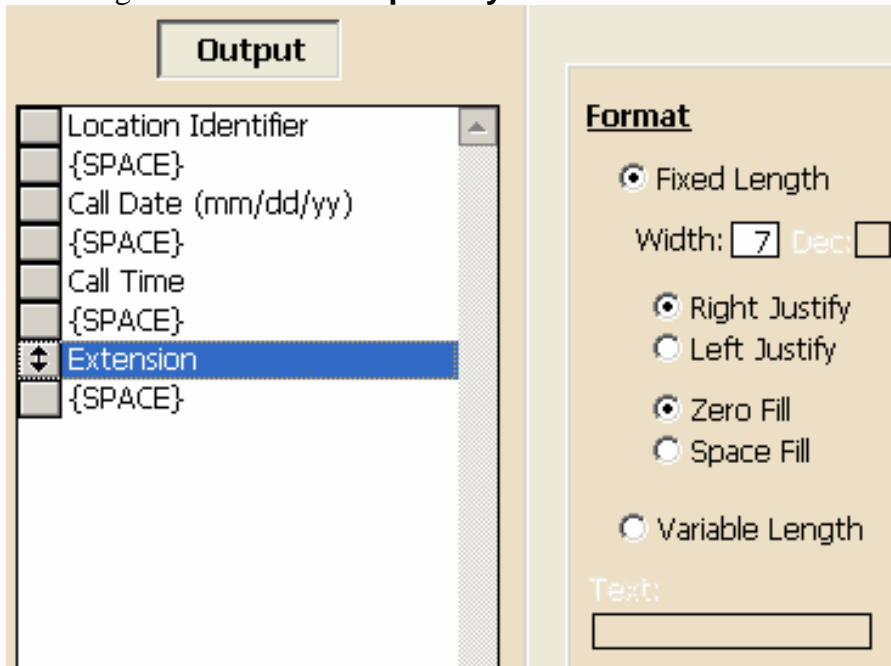 Output
Location Identifier
{SPACE}
Call Date (mm/dd/yy)
{SPACE}
Call Time
{SPACE}
Extension
{SPACE}
Format
Fixed Length
Width: 7 Dec:
Right Justify
Left Justify
Zero Fill
Space Fill
Variable Length
Text: